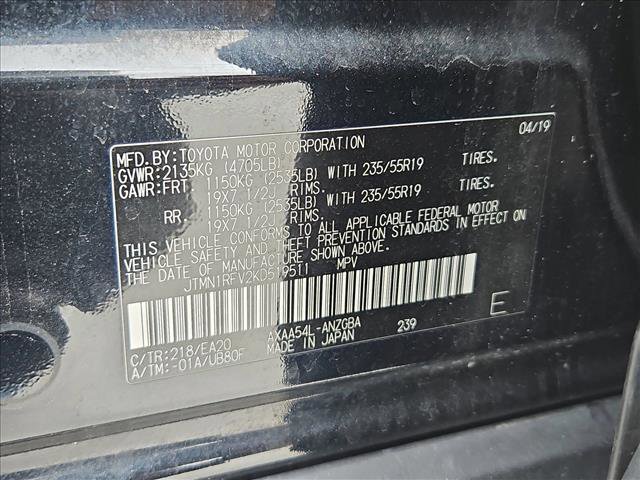 MFD.BY:TOYOTA MOTOR CORPORATION 04/19
GVWR:2135KG (4705LB)
GAWR:FRT. 1150KG (2535LB) WITH 235/55R19 TIRES.
19X7 1/2J RIMS.
RR. 1150KG (2535LB) WITH 235/55R19 TIRES.
19X7 1/2J RIMS.
THIS VEHICLE CONFORMS TO ALL APPLICABLE FEDERAL MOTOR
VEHICLE SAFETY AND THEFT PREVENTION STANDARDS IN EFFECT ON
THE DATE OF MANUFACTURE SHOWN ABOVE.
JTMN1RFV2KD519511 MPV
C/TR:218/EA20 AXAA54L-ANZGBA 239 E
A/TM:-01A/UB80F MADE IN JAPAN